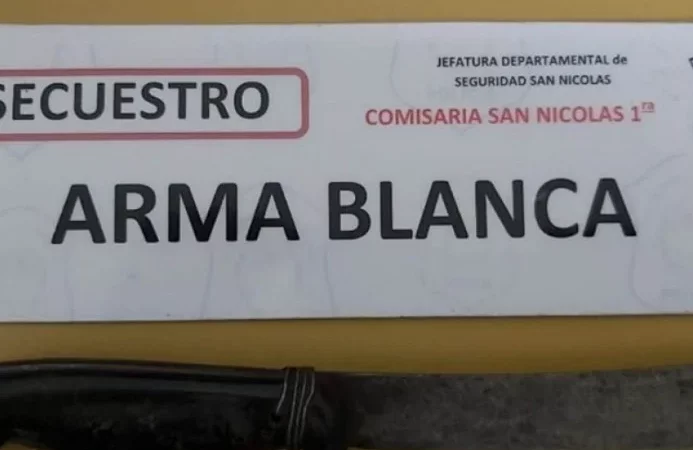 JEFATURA DEPARTAMENTAL de
SEGURIDAD SAN NICOLAS
SECUESTRO
COMISARIA SAN NICOLAS 1ra
ARMA BLANCA